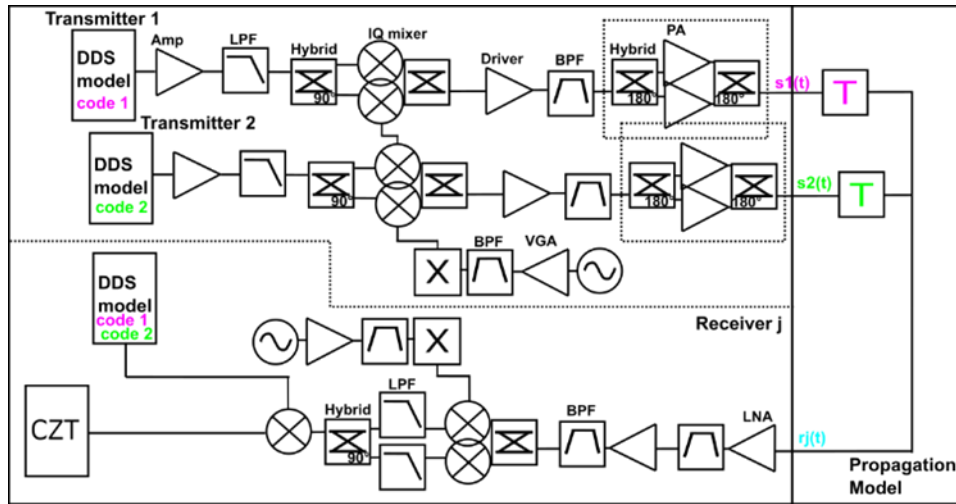 Transmitter 1
DDS
model
code 1
Amp
LPF
Hybrid
90°
IQ mixer
Driver
BPF
Hybrid
180°
PA
180°
s1(t)
T
Transmitter 2
DDS
model
code 2
90°
180°
180°
s2(t)
T
X
BPF
VGA
DDS
model
code 1
code 2
Receiver j
X
CZT
Hybrid
90°
LPF
BPF
LNA
rj(t)
Propagation
Model